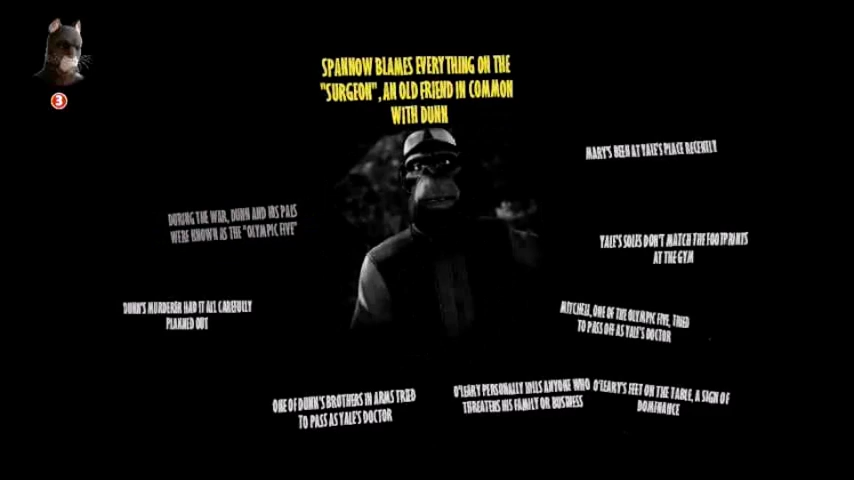 SPANNOW BLAMES EVERYTHING ON THE
"SURGEON", AN OLD FRIEND IN COMMON
WITH DUNN
3
MARY'S BEEN AT YALE'S PLACE RECENTLY
DURING THE WAR, DUNN AND HIS PALS
WERE KNOWN AS THE "OLYMPIC FIVE"
YALE'S SOLES DON'T MATCH THE FOOTPRINTS
AT THE GYM
DUNN'S MURDERER HAD IT ALL CAREFULLY
PLANNED OUT
MITCHELL, ONE OF THE OLYMPIC FIVE, TRIED
TO PASS OFF AS YALE'S DOCTOR
ONE OF DUNN'S BROTHERS IN ARMS TRIED
TO PASS AS YALE'S DOCTOR
O'LEARY PERSONALLY KILLS ANYONE WHO
THREATENS HIS FAMILY OR BUSINESS
O'LEARY'S FEET ON THE TABLE, A SIGN OF
DOMINANCE